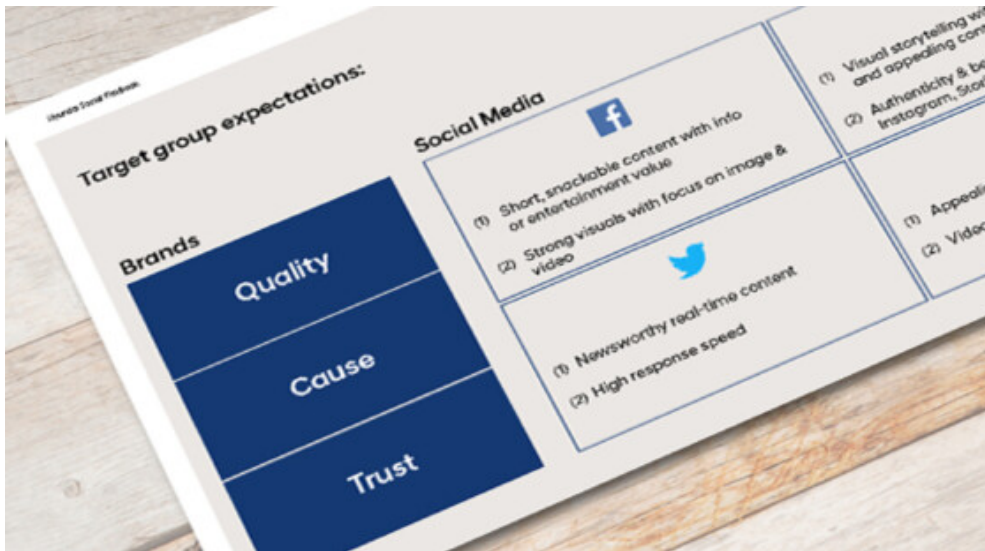 Target group expectations:
Brands
Quality
Cause
Trust
Social Media
(1) Short, snackable content with info
or entertainment value
(2) Strong visuals with focus on image &
video
(1) Newsworthy real-time content
(2) High response speed
(1) Visual storytelling
and appealing
(2) Authenticity &
Instagram,
(1)
(2)